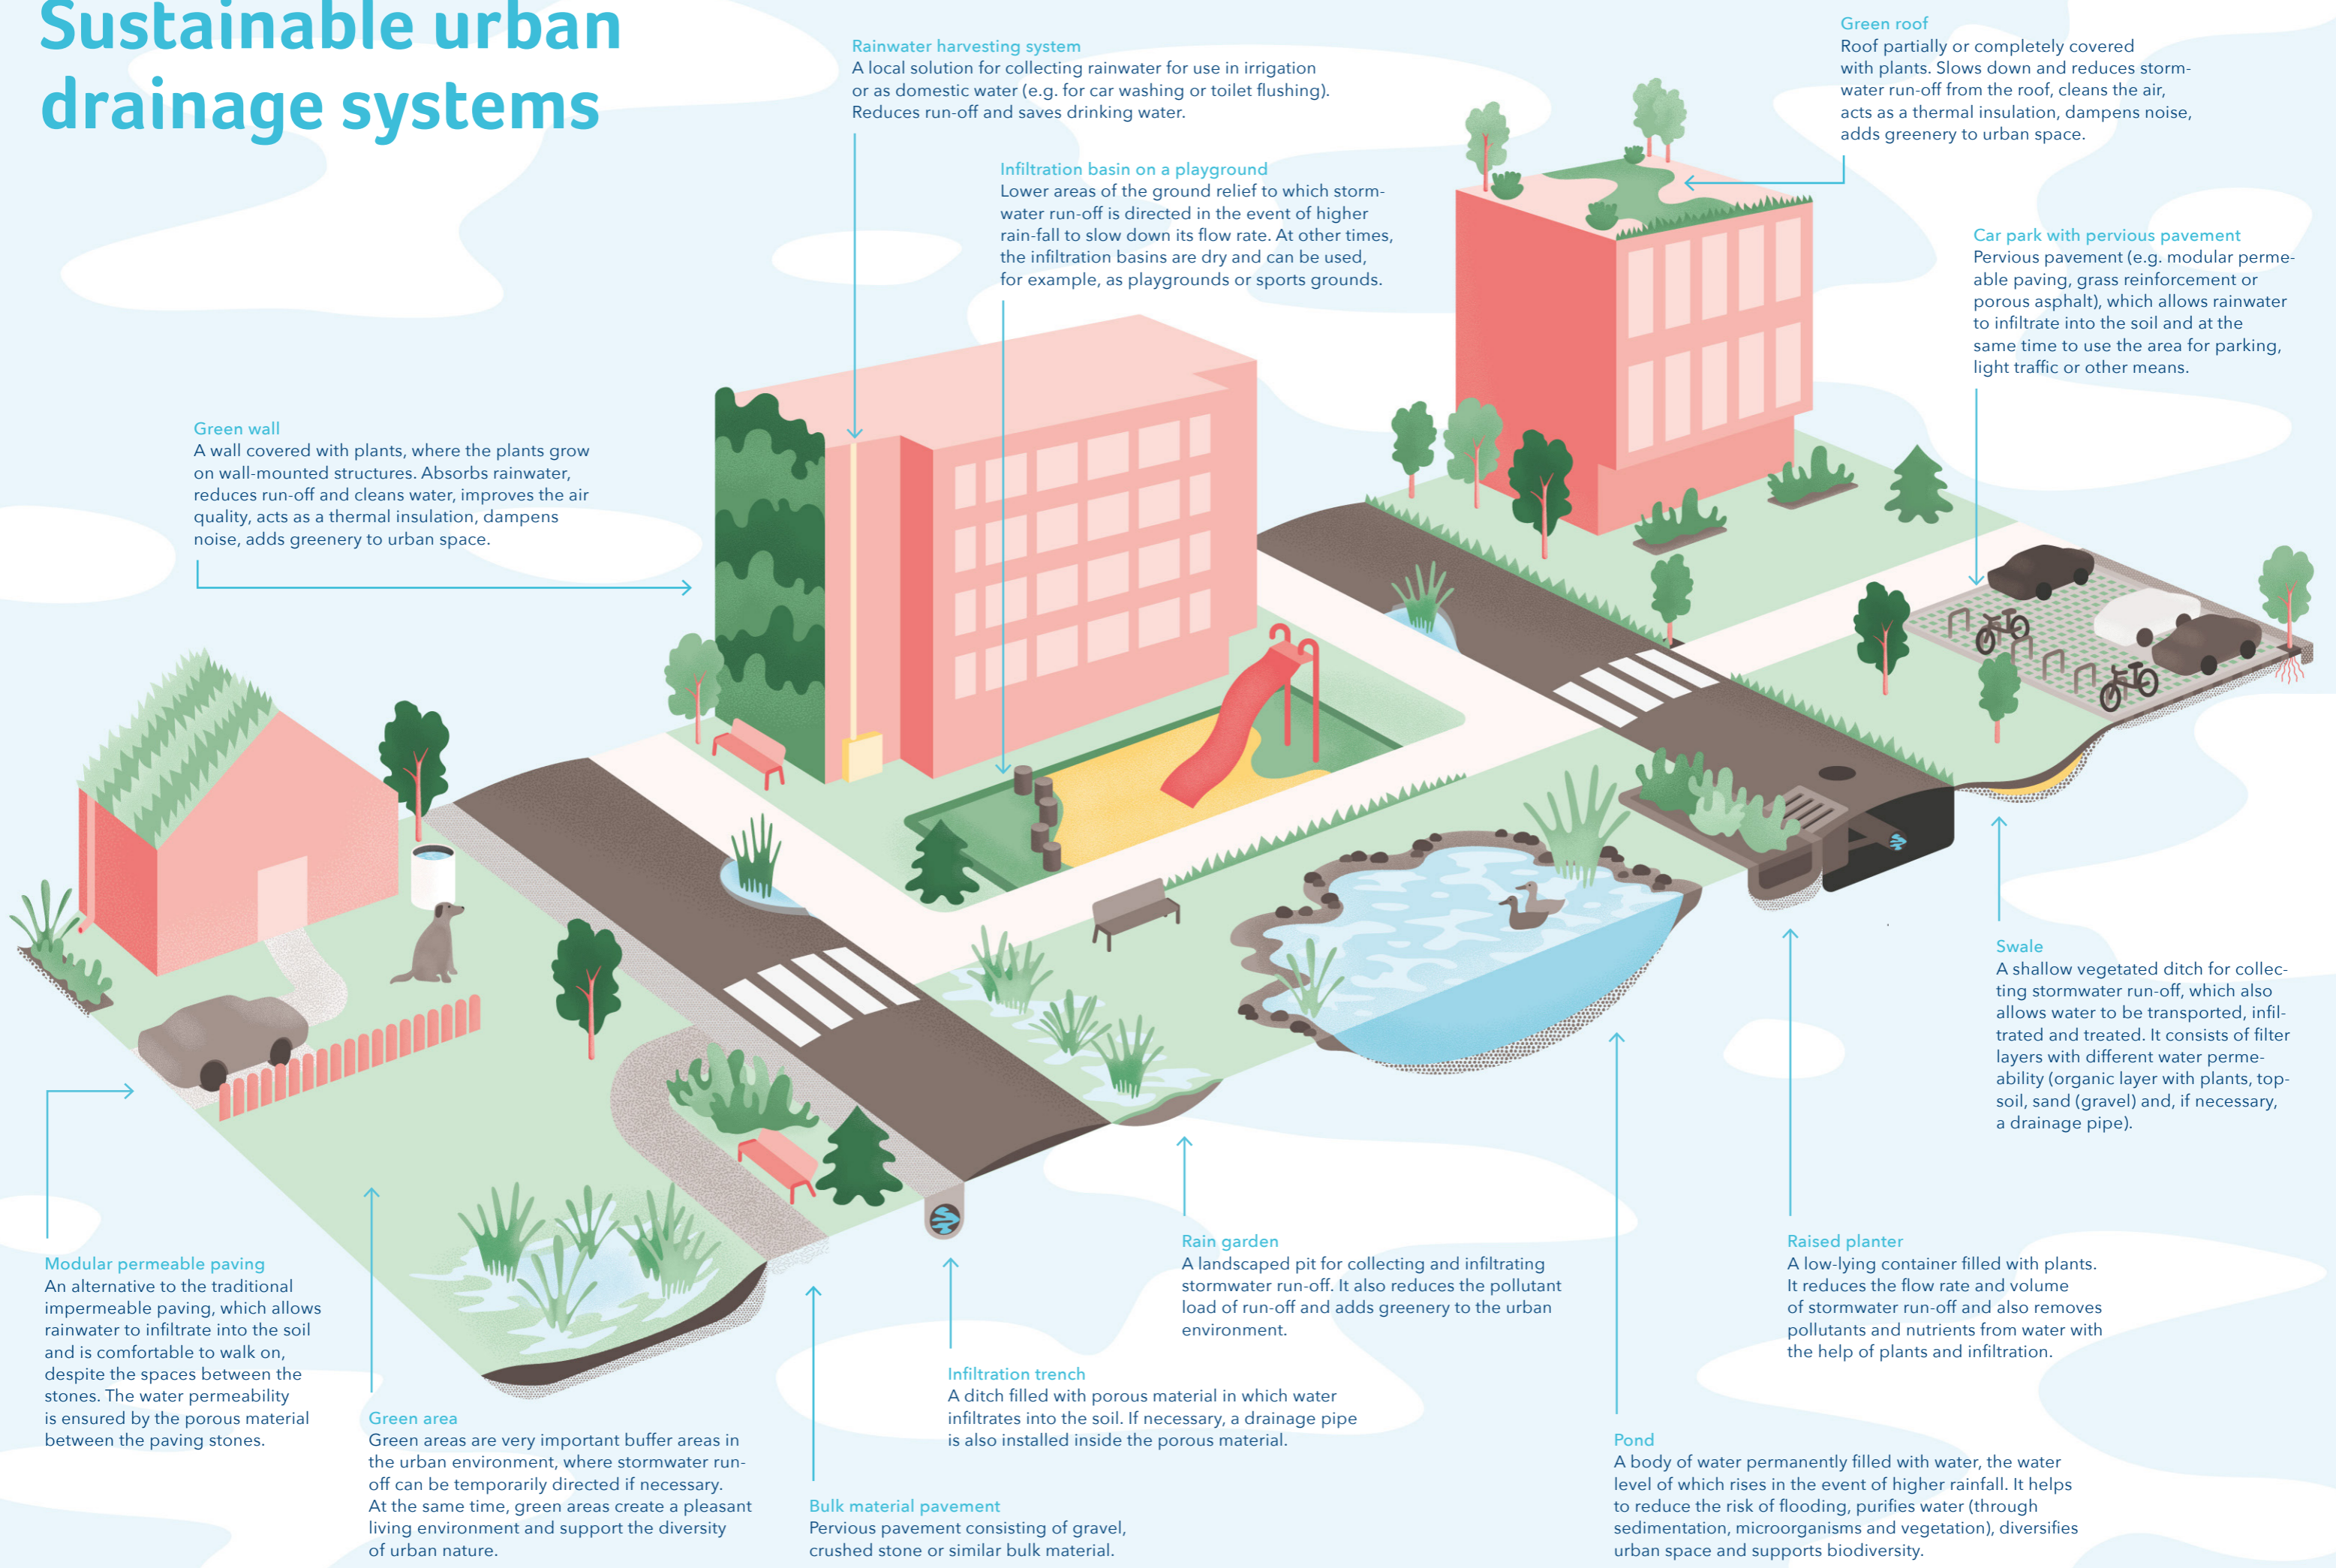 Sustainable urban
drainage systems
Rainwater harvesting system
A local solution for collecting rainwater for use in irrigation
or as domestic water (e.g. for car washing or toilet flushing).
Reduces run-off and saves drinking water.
Infiltration basin on a playground
Lower areas of the ground relief to which storm-
water run-off is directed in the event of higher
rain-fall to slow down its flow rate. At other times,
the infiltration basins are dry and can be used,
for example, as playgrounds or sports grounds.
Green roof
Roof partially or completely covered
with plants. Slows down and reduces storm-
water run-off from the roof, cleans the air,
acts as a thermal insulation, dampens noise,
adds greenery to urban space.
Car park with pervious pavement
Pervious pavement (e.g. modular perme-
able paving, grass reinforcement or
porous asphalt), which allows rainwater
to infiltrate into the soil and at the
same time to use the area for parking,
light traffic or other means.
Green wall
A wall covered with plants, where the plants grow
on wall-mounted structures. Absorbs rainwater,
reduces run-off and cleans water, improves the air
quality, acts as a thermal insulation, dampens
noise, adds greenery to urban space.
Swale
A shallow vegetated ditch for collec-
ting stormwater run-off, which also
allows water to be transported, infil-
trated and treated. It consists of filter
layers with different water perme-
ability (organic layer with plants, top-
soil, sand (gravel) and, if necessary,
a drainage pipe).
Modular permeable paving
An alternative to the traditional
impermeable paving, which allows
rainwater to infiltrate into the soil
and is comfortable to walk on,
despite the spaces between the
stones. The water permeability
is ensured by the porous material
between the paving stones.
Green area
Green areas are very important buffer areas in
the urban environment, where stormwater run-
off can be temporarily directed if necessary.
At the same time, green areas create a pleasant
living environment and support the diversity
of urban nature.
Bulk material pavement
Pervious pavement consisting of gravel,
crushed stone or similar bulk material.
Infiltration trench
A ditch filled with porous material in which water
infiltrates into the soil. If necessary, a drainage pipe
is also installed inside the porous material.
Rain garden
A landscaped pit for collecting and infiltrating
stormwater run-off. It also reduces the pollutant
load of run-off and adds greenery to the urban
environment.
Raised planter
A low-lying container filled with plants.
It reduces the flow rate and volume
of stormwater run-off and also removes
pollutants and nutrients from water with
the help of plants and infiltration.
Pond
A body of water permanently filled with water, the water
level of which rises in the event of higher rainfall. It helps
to reduce the risk of flooding, purifies water (through
sedimentation, microorganisms and vegetation), diversifies
urban space and supports biodiversity.